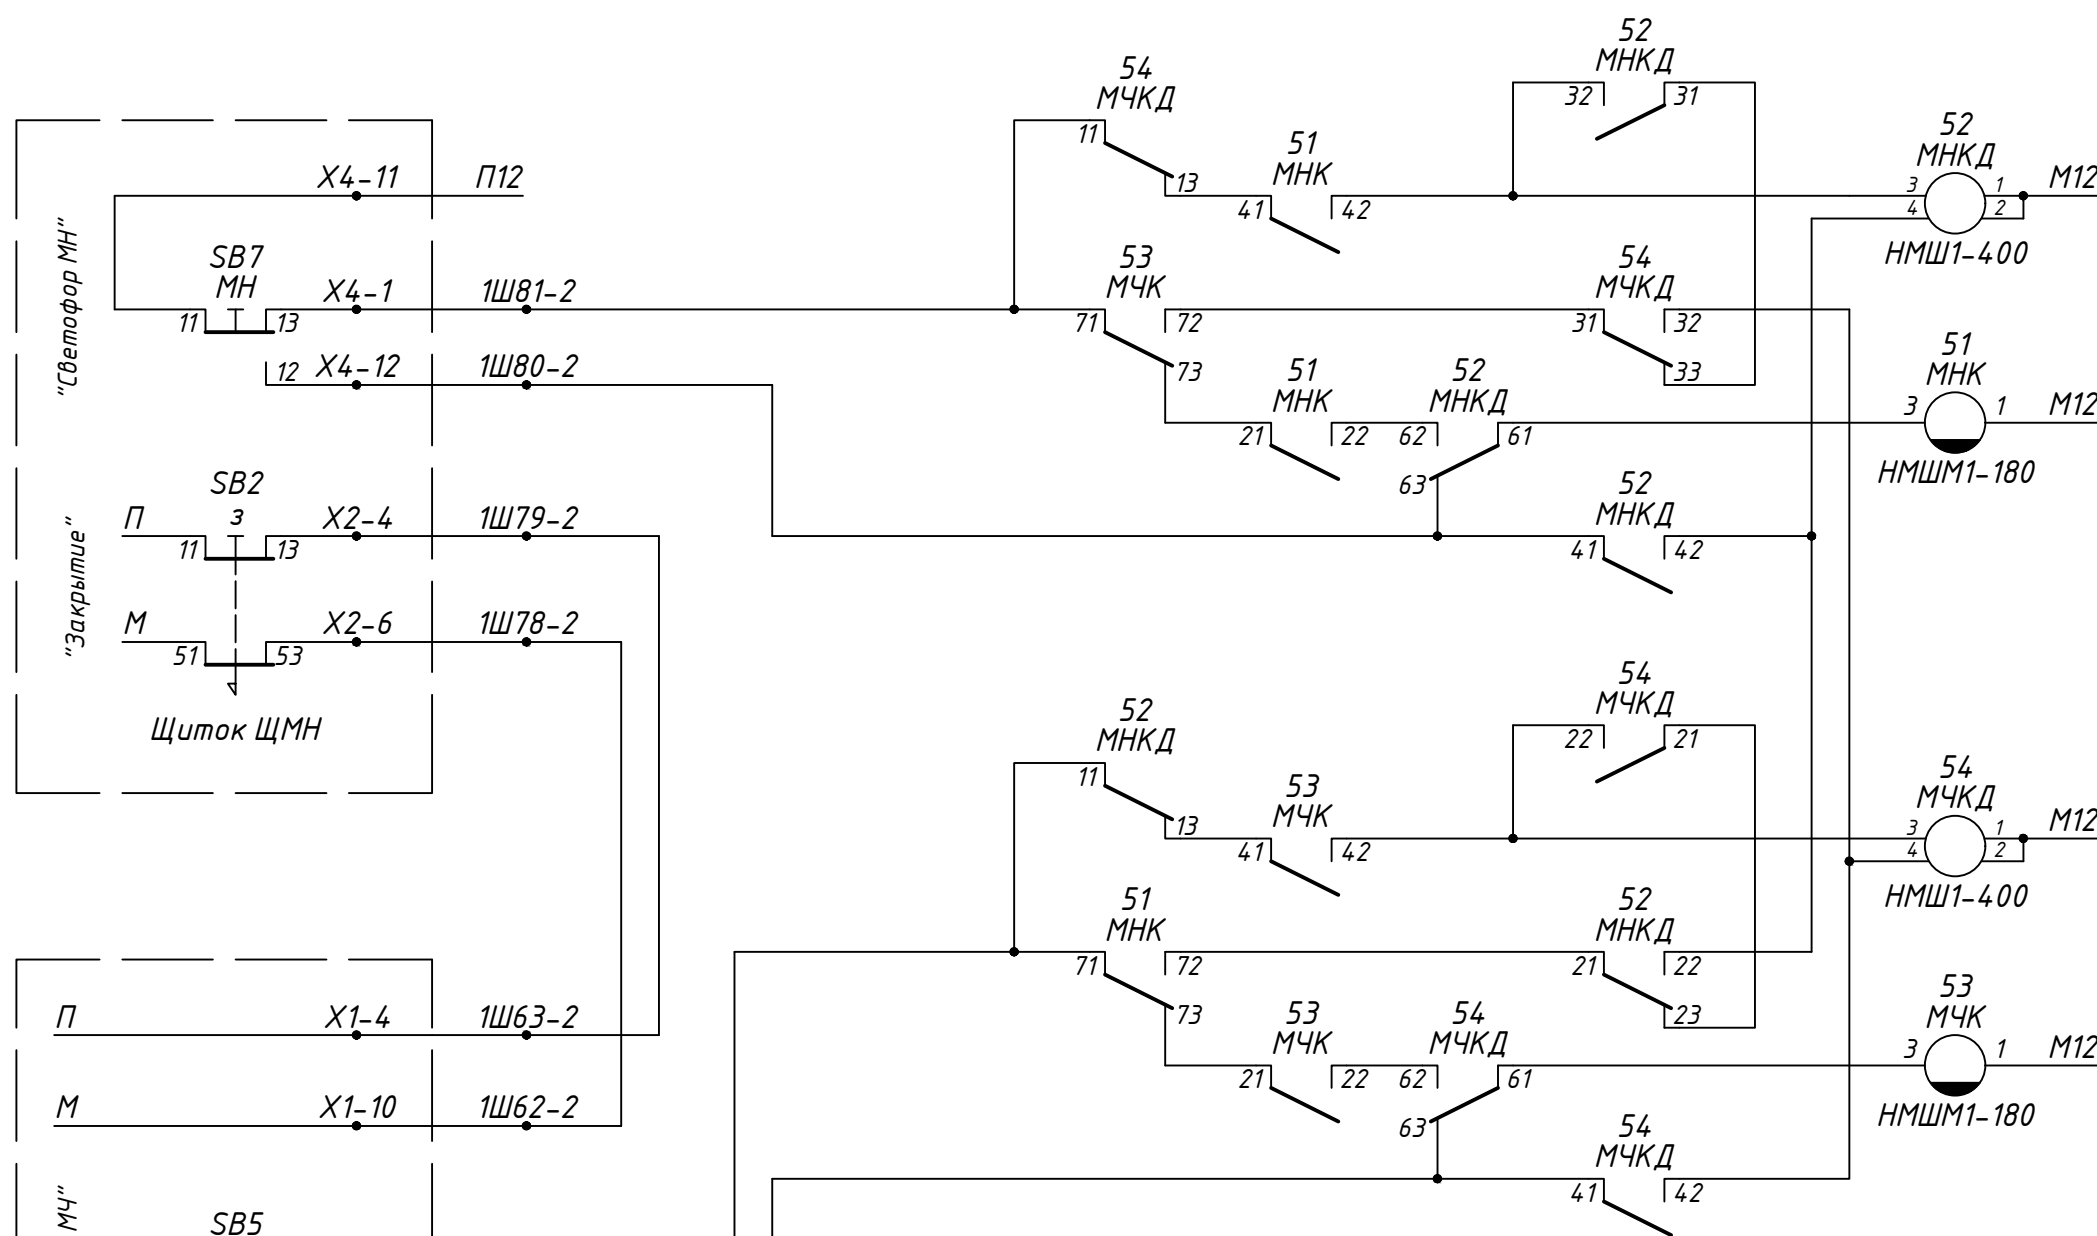 52
МНКД
32
31
54
МЧКД
11
13
51
МНК
41
42
52
МНКД
3
4
1
2
М12
НМШ1-400
"Светофор МН"
Х4-11
П12
SB7
МН
11
13
Х4-1
1Ш81-2
12
Х4-12
1Ш80-2
53
МЧК
71
72
73
54
МЧКД
31
32
33
51
МНК
21
22
52
МНКД
62
61
63
51
МНК
3
1
М12
НМШМ1-180
52
МНКД
41
42
"Закрытие"
SB2
З
П
11
13
Х2-4
1Ш79-2
М
51
53
Х2-6
1Ш78-2
Щиток ЩМН
54
МЧКД
22
21
52
МНКД
11
13
53
МЧК
41
42
54
МЧКД
3
4
1
2
М12
НМШ1-400
51
МНК
71
72
73
52
МНКД
21
22
23
53
МЧК
21
22
54
МЧКД
62
61
63
53
МЧК
3
1
М12
НМШМ1-180
54
МЧКД
41
42
П
Х1-4
1Ш63-2
М
Х1-10
1Ш62-2
МЧ"
SB5